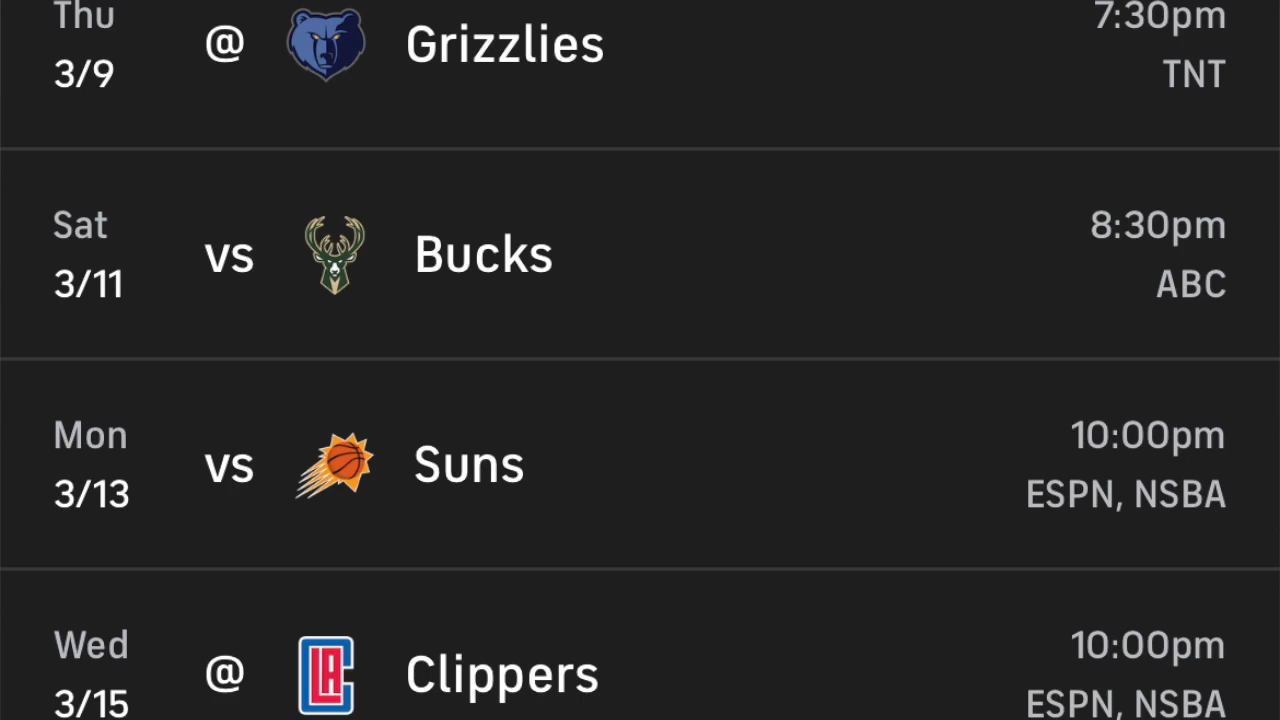 Thu
3/9
@
Grizzlies
7:30pm
TNT
Sat
3/11
vs
Bucks
8:30pm
ABC
Mon
3/13
vs
Suns
10:00pm
ESPN, NSBA
Wed
3/15
@
LA
Clippers
10:00pm
ESPN, NSBA